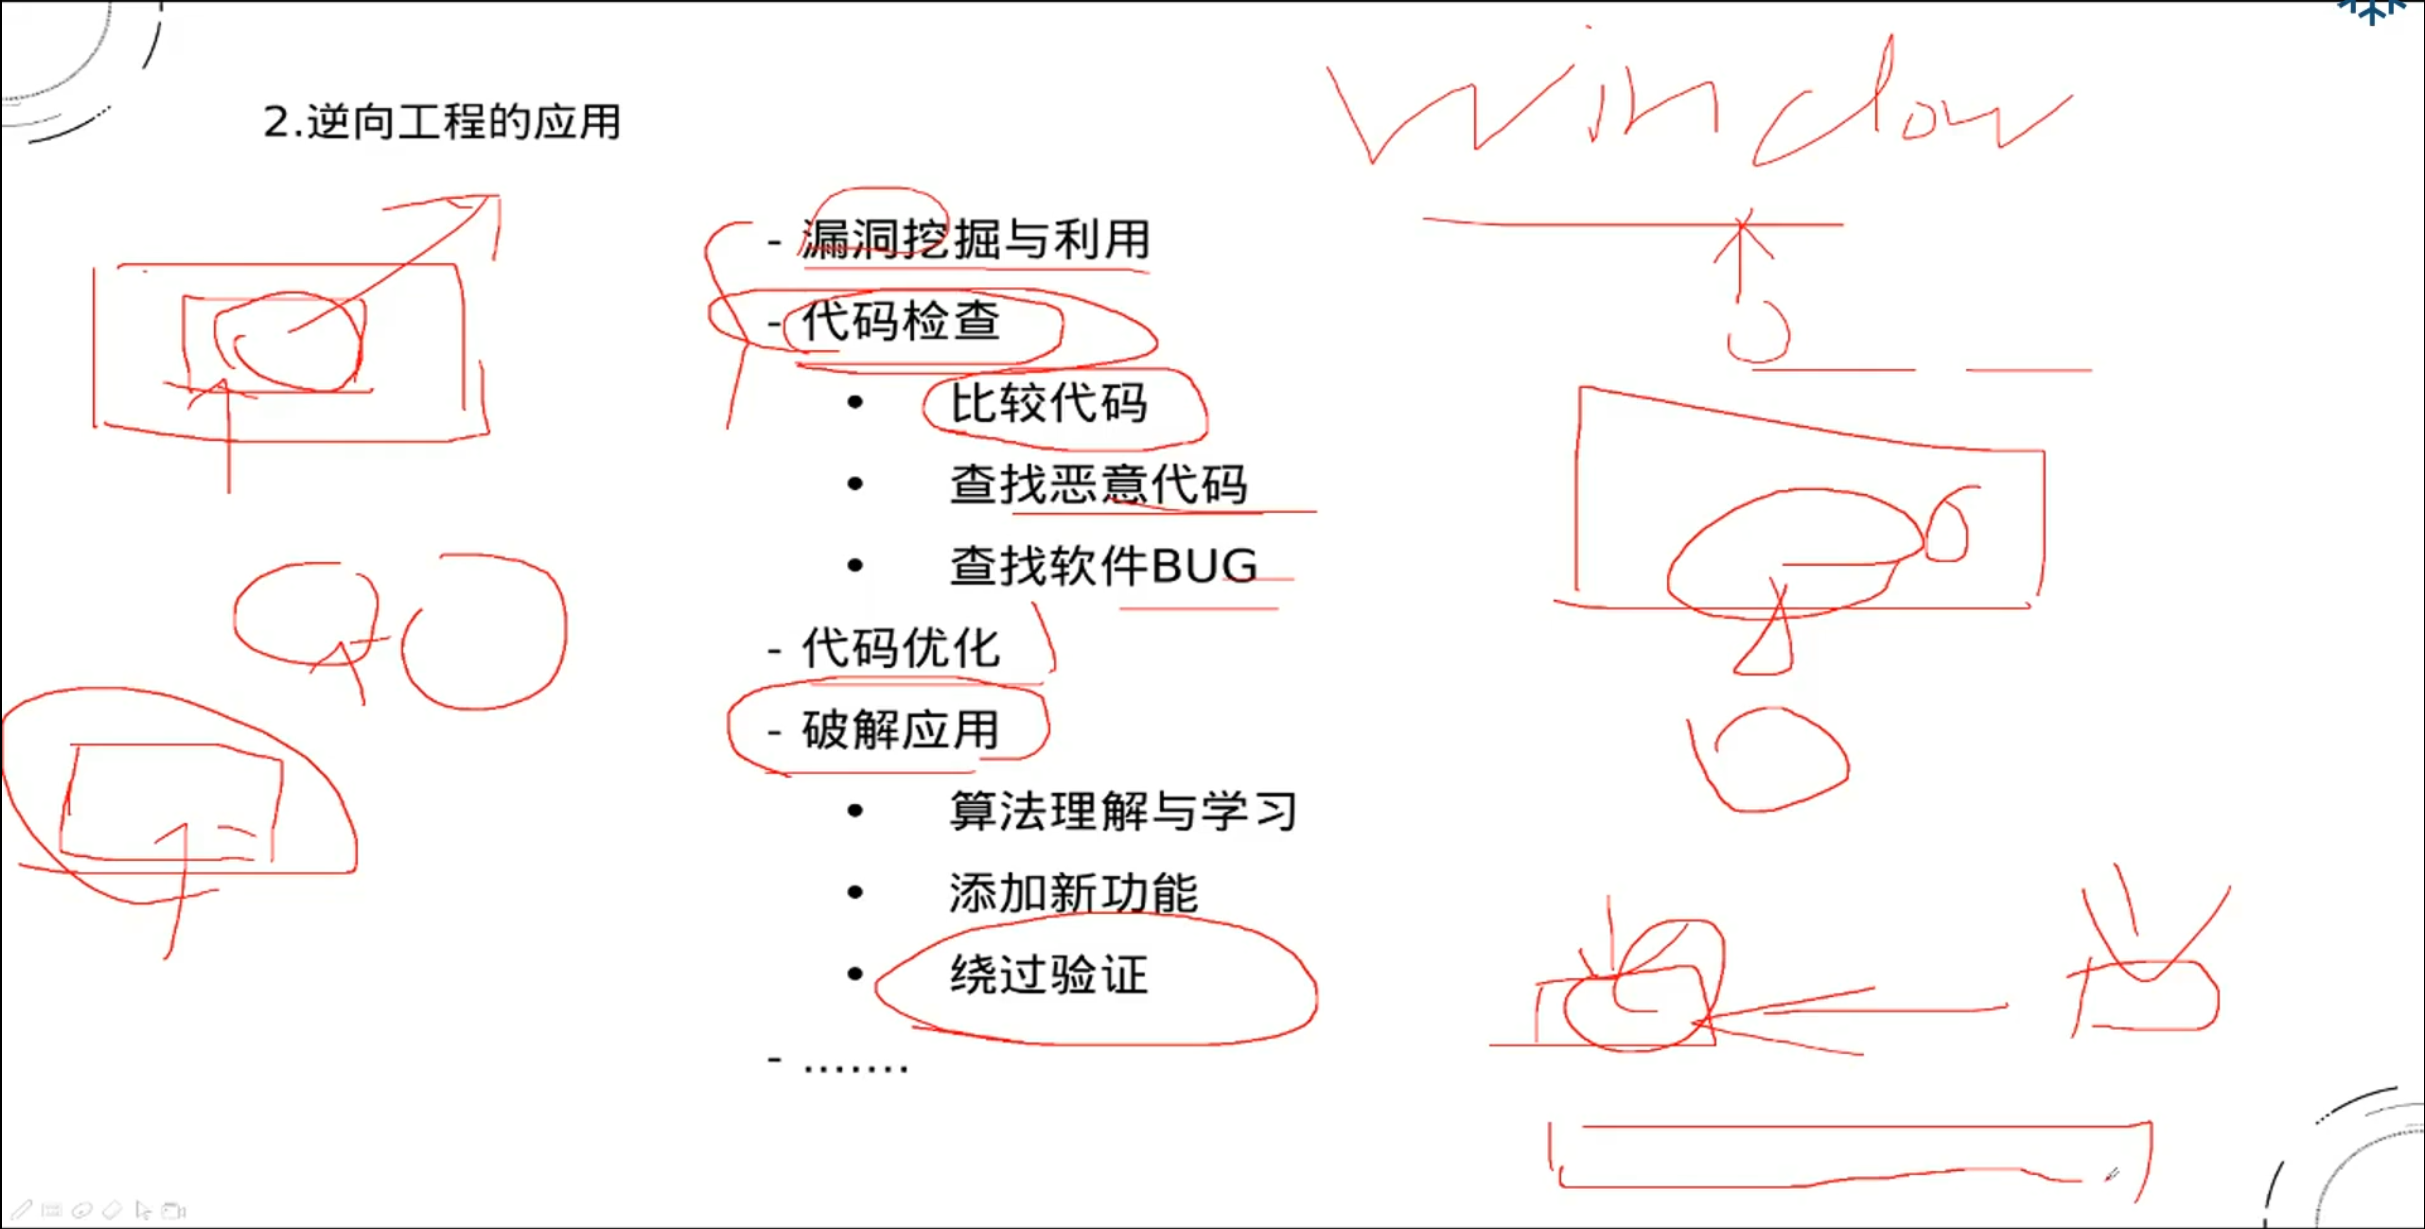 2.逆向工程的应用
Window
- 漏洞挖掘与利用
- 代码检查
• 比较代码
• 查找恶意代码
• 查找软件BUG
- 代码优化
- 破解应用
• 算法理解与学习
• 添加新功能
• 绕过验证
- .......